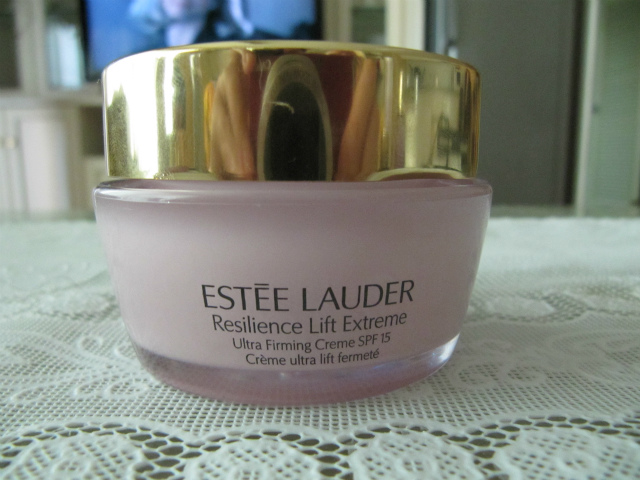 ESTĒE LAUDER
Resilience Lift Extreme
Ultra Firming Creme SPF 15
Crème ultra lift fermeté